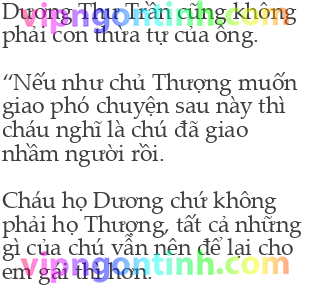 Dương Thư Trần cũng không
phải con thừa tự của ông.
“Nếu như chủ Thượng muốn
giao phó chuyện sau này thì
cháu nghĩ là chú đã giao
nhầm người rồi.
Cháu họ Dương chứ không
phải họ Thượng, tất cả những
gì của chú vẫn nên để lại cho
em gái thì hơn.
vipngontinh.com
vipngontinh.com